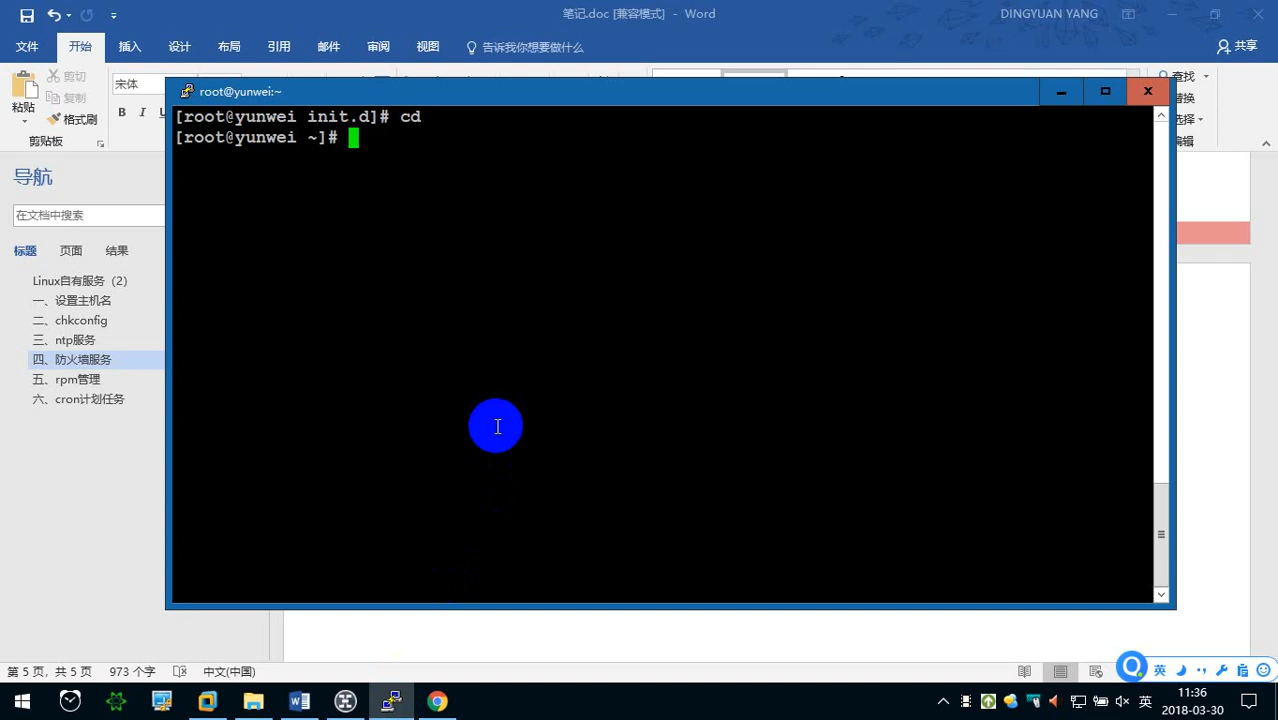 笔记.doc [兼容模式] - Word
DINGYUAN YANG
文件
开始
插入
设计
布局
引用
邮件
审阅
视图
告诉我你想要做什么
共享
粘贴
剪切
复制
格式刷
剪贴板
宋体
B I U
查找
替换
选择
编辑
root@yunwei:~
[root@yunwei init.d]# cd
[root@yunwei ~]#
导航
在文档中搜索
标题
页面
结果
Linux自有服务（2）
一、设置主机名
二、chkconfig
三、ntp服务
四、防火墙服务
五、rpm管理
六、cron计划任务
第 5 页，共 5 页
973 个字
中文(中国)
英
英
11:36
2018-03-30